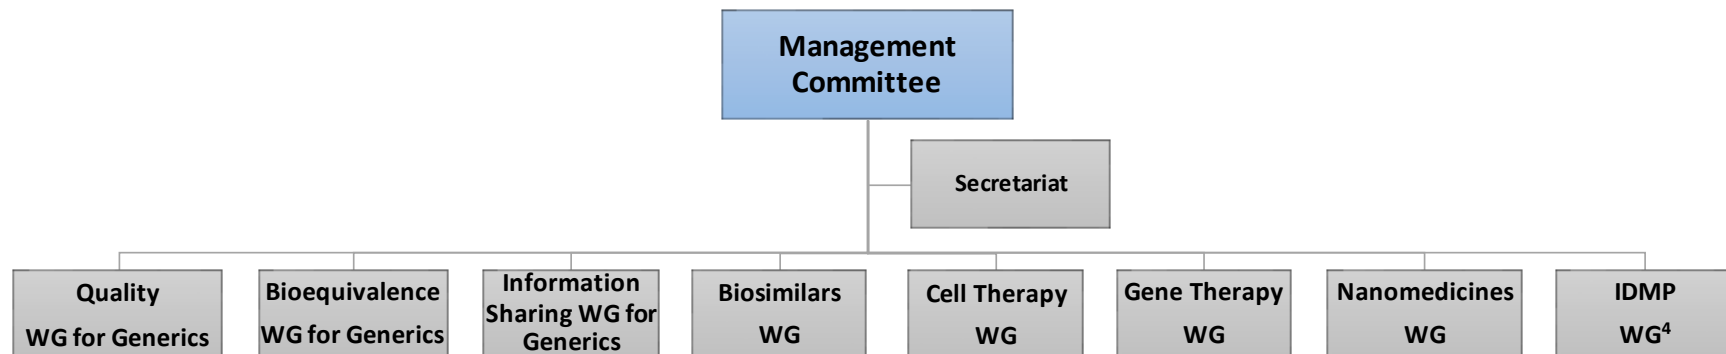 Management
Committee
Secretariat
Quality
WG for Generics
Bioequivalence
WG for Generics
Information
Sharing WG for
Generics
Biosimilars
WG
Cell Therapy
WG
Gene Therapy
WG
Nanomedicines
WG
IDMP
WG⁴